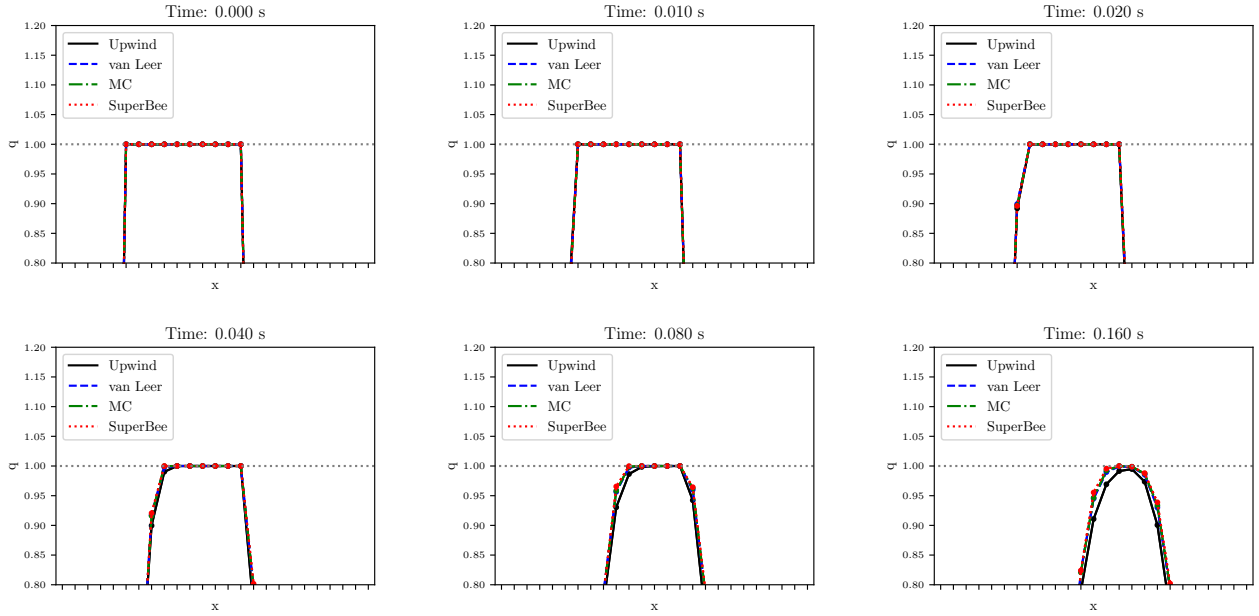 Time: 0.000 s
1.20
1.15
1.10
1.05
1.00
0.95
0.90
0.85
0.80
q
x
Upwind
van Leer
MC
SuperBee
Time: 0.010 s
1.20
1.15
1.10
1.05
1.00
0.95
0.90
0.85
0.80
q
x
Upwind
van Leer
MC
SuperBee
Time: 0.020 s
1.20
1.15
1.10
1.05
1.00
0.95
0.90
0.85
0.80
q
x
Upwind
van Leer
MC
SuperBee
Time: 0.040 s
1.20
1.15
1.10
1.05
1.00
0.95
0.90
0.85
0.80
q
x
Upwind
van Leer
MC
SuperBee
Time: 0.080 s
1.20
1.15
1.10
1.05
1.00
0.95
0.90
0.85
0.80
q
x
Upwind
van Leer
MC
SuperBee
Time: 0.160 s
1.20
1.15
1.10
1.05
1.00
0.95
0.90
0.85
0.80
q
x
Upwind
van Leer
MC
SuperBee